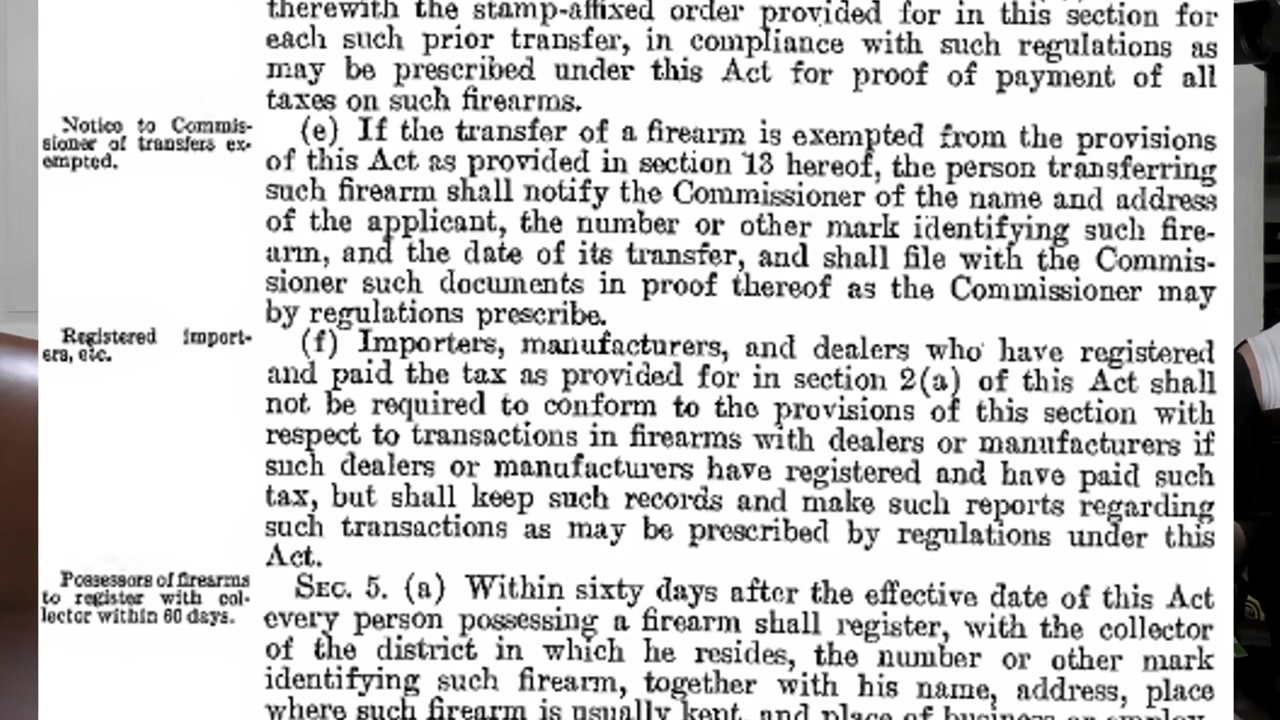 therewith the stamp-affixed order provided for in this section for
each such prior transfer, in compliance with such regulations as
may be prescribed under this Act for proof of payment of all
taxes on such firearms.
Notice to Commis-
sioner of transfers ex-
empted.
(e) If the transfer of a firearm is exempted from the provisions
of this Act as provided in section 13 hereof, the person transferring
such firearm shall notify the Commissioner of the name and address
of the applicant, the number or other mark identifying such fire-
arm, and the date of its transfer, and shall file with the Commis-
sioner such documents in proof thereof as the Commissioner may
by regulations prescribe.
Registered import-
ers, etc.
(f) Importers, manufacturers, and dealers who have registered
and paid the tax as provided for in section 2(a) of this Act shall
not be required to conform to the provisions of this section with
respect to transactions in firearms with dealers or manufacturers if
such dealers or manufacturers have registered and have paid such
tax, but shall keep such records and make such reports regarding
such transactions as may be prescribed by regulations under this
Act.
Possessors of firearms
to register with col-
lector within 60 days.
SEC. 5. (a) Within sixty days after the effective date of this Act
every person possessing a firearm shall register, with the collector
of the district in which he resides, the number or other mark
identifying such firearm, together with his name, address, place
where such firearm is usually kept, and place of business or employ-